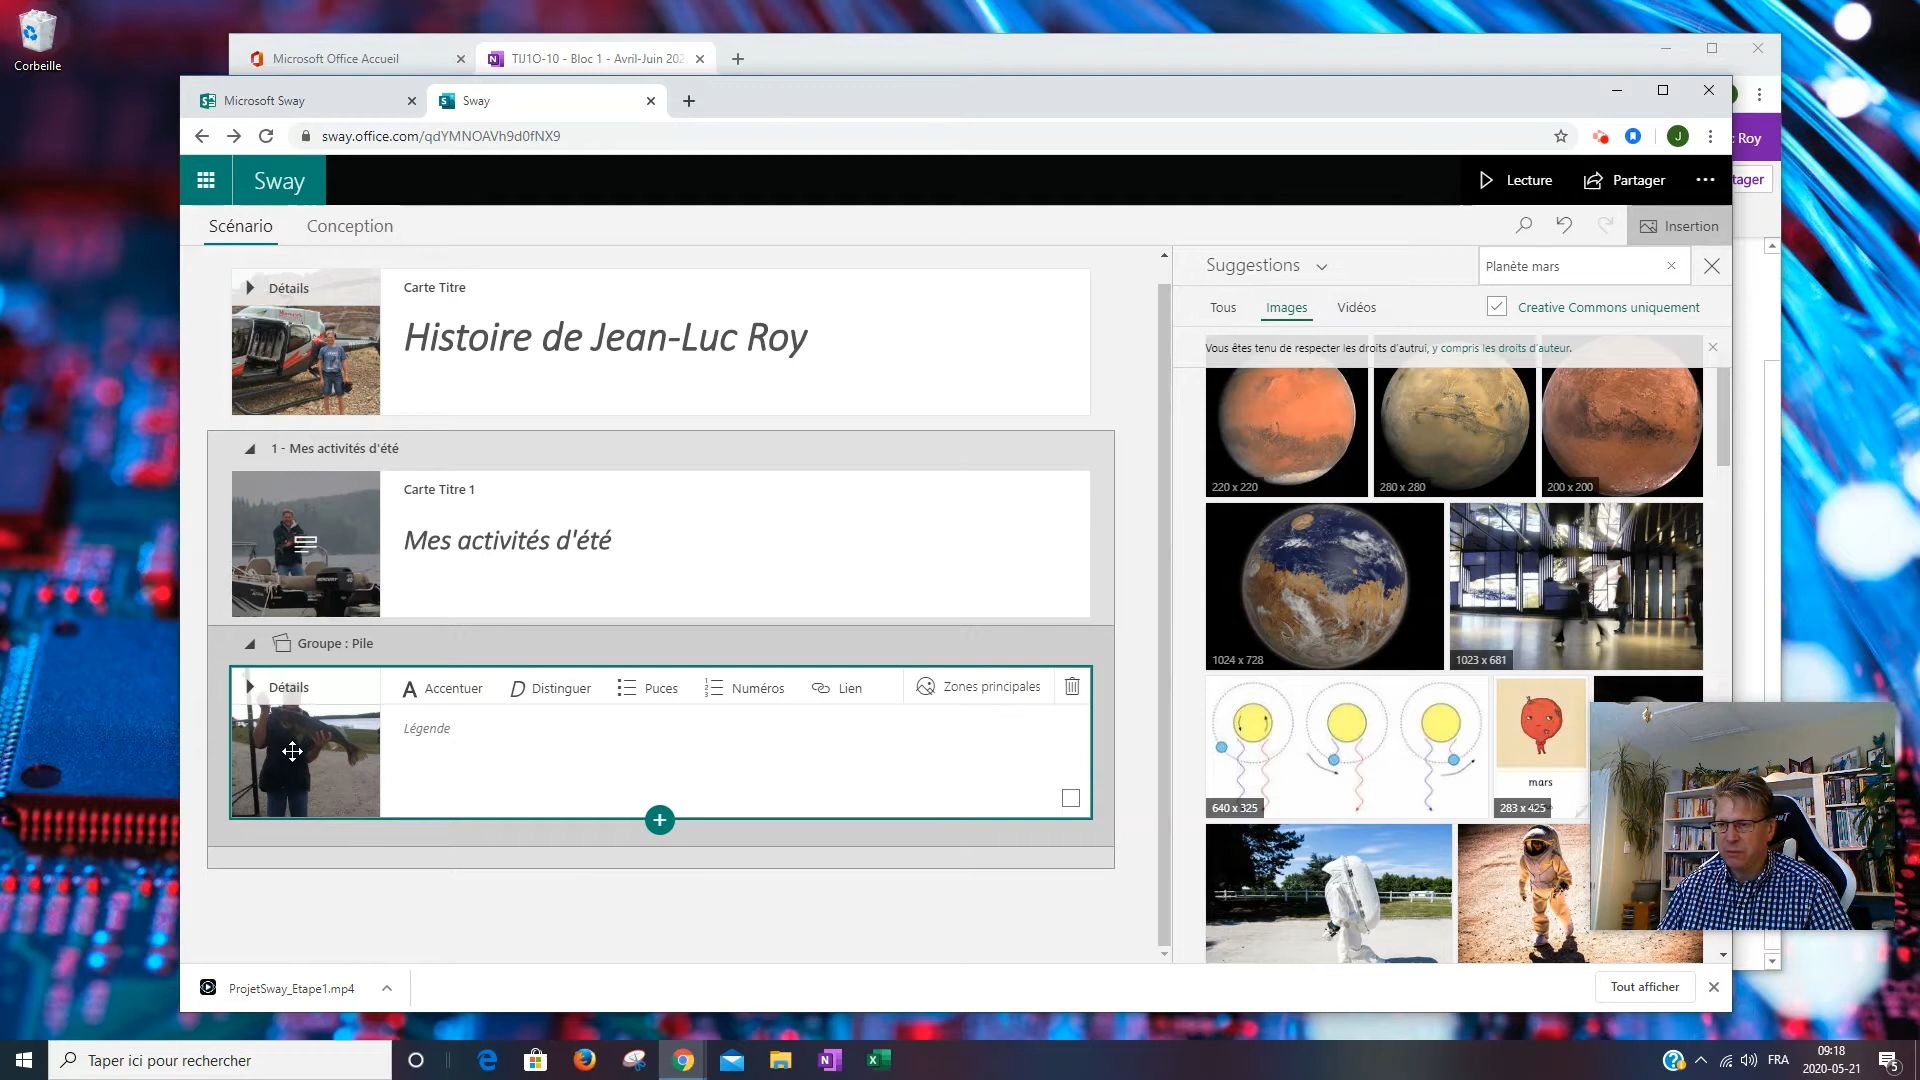 Corbeille
Microsoft Office Accueil
TIJ1O-10 - Bloc 1 - Avril-Juin 202
Microsoft Sway
Sway
sway.office.com/qdYMNOAVh9d0fNX9
J
Roy
tager
Sway
Lecture
Partager
Scénario
Conception
Insertion
Détails
Carte Titre
Histoire de Jean-Luc Roy
1 - Mes activités d'été
Carte Titre 1
Mes activités d'été
Groupe : Pile
Détails
Accentuer
Distinguer
Puces
Numéros
Lien
Zones principales
Légende
Suggestions
Planète mars
Tous
Images
Vidéos
Creative Commons uniquement
Vous êtes tenu de respecter les droits d'autrui, y compris les droits d'auteur.
220 x 220
280 x 280
200 x 200
1024 x 728
1023 x 681
640 x 325
mars
283 x 425
ProjetSway_Etape1.mp4
Tout afficher
Taper ici pour rechercher
FRA
09:18
2020-05-21
5